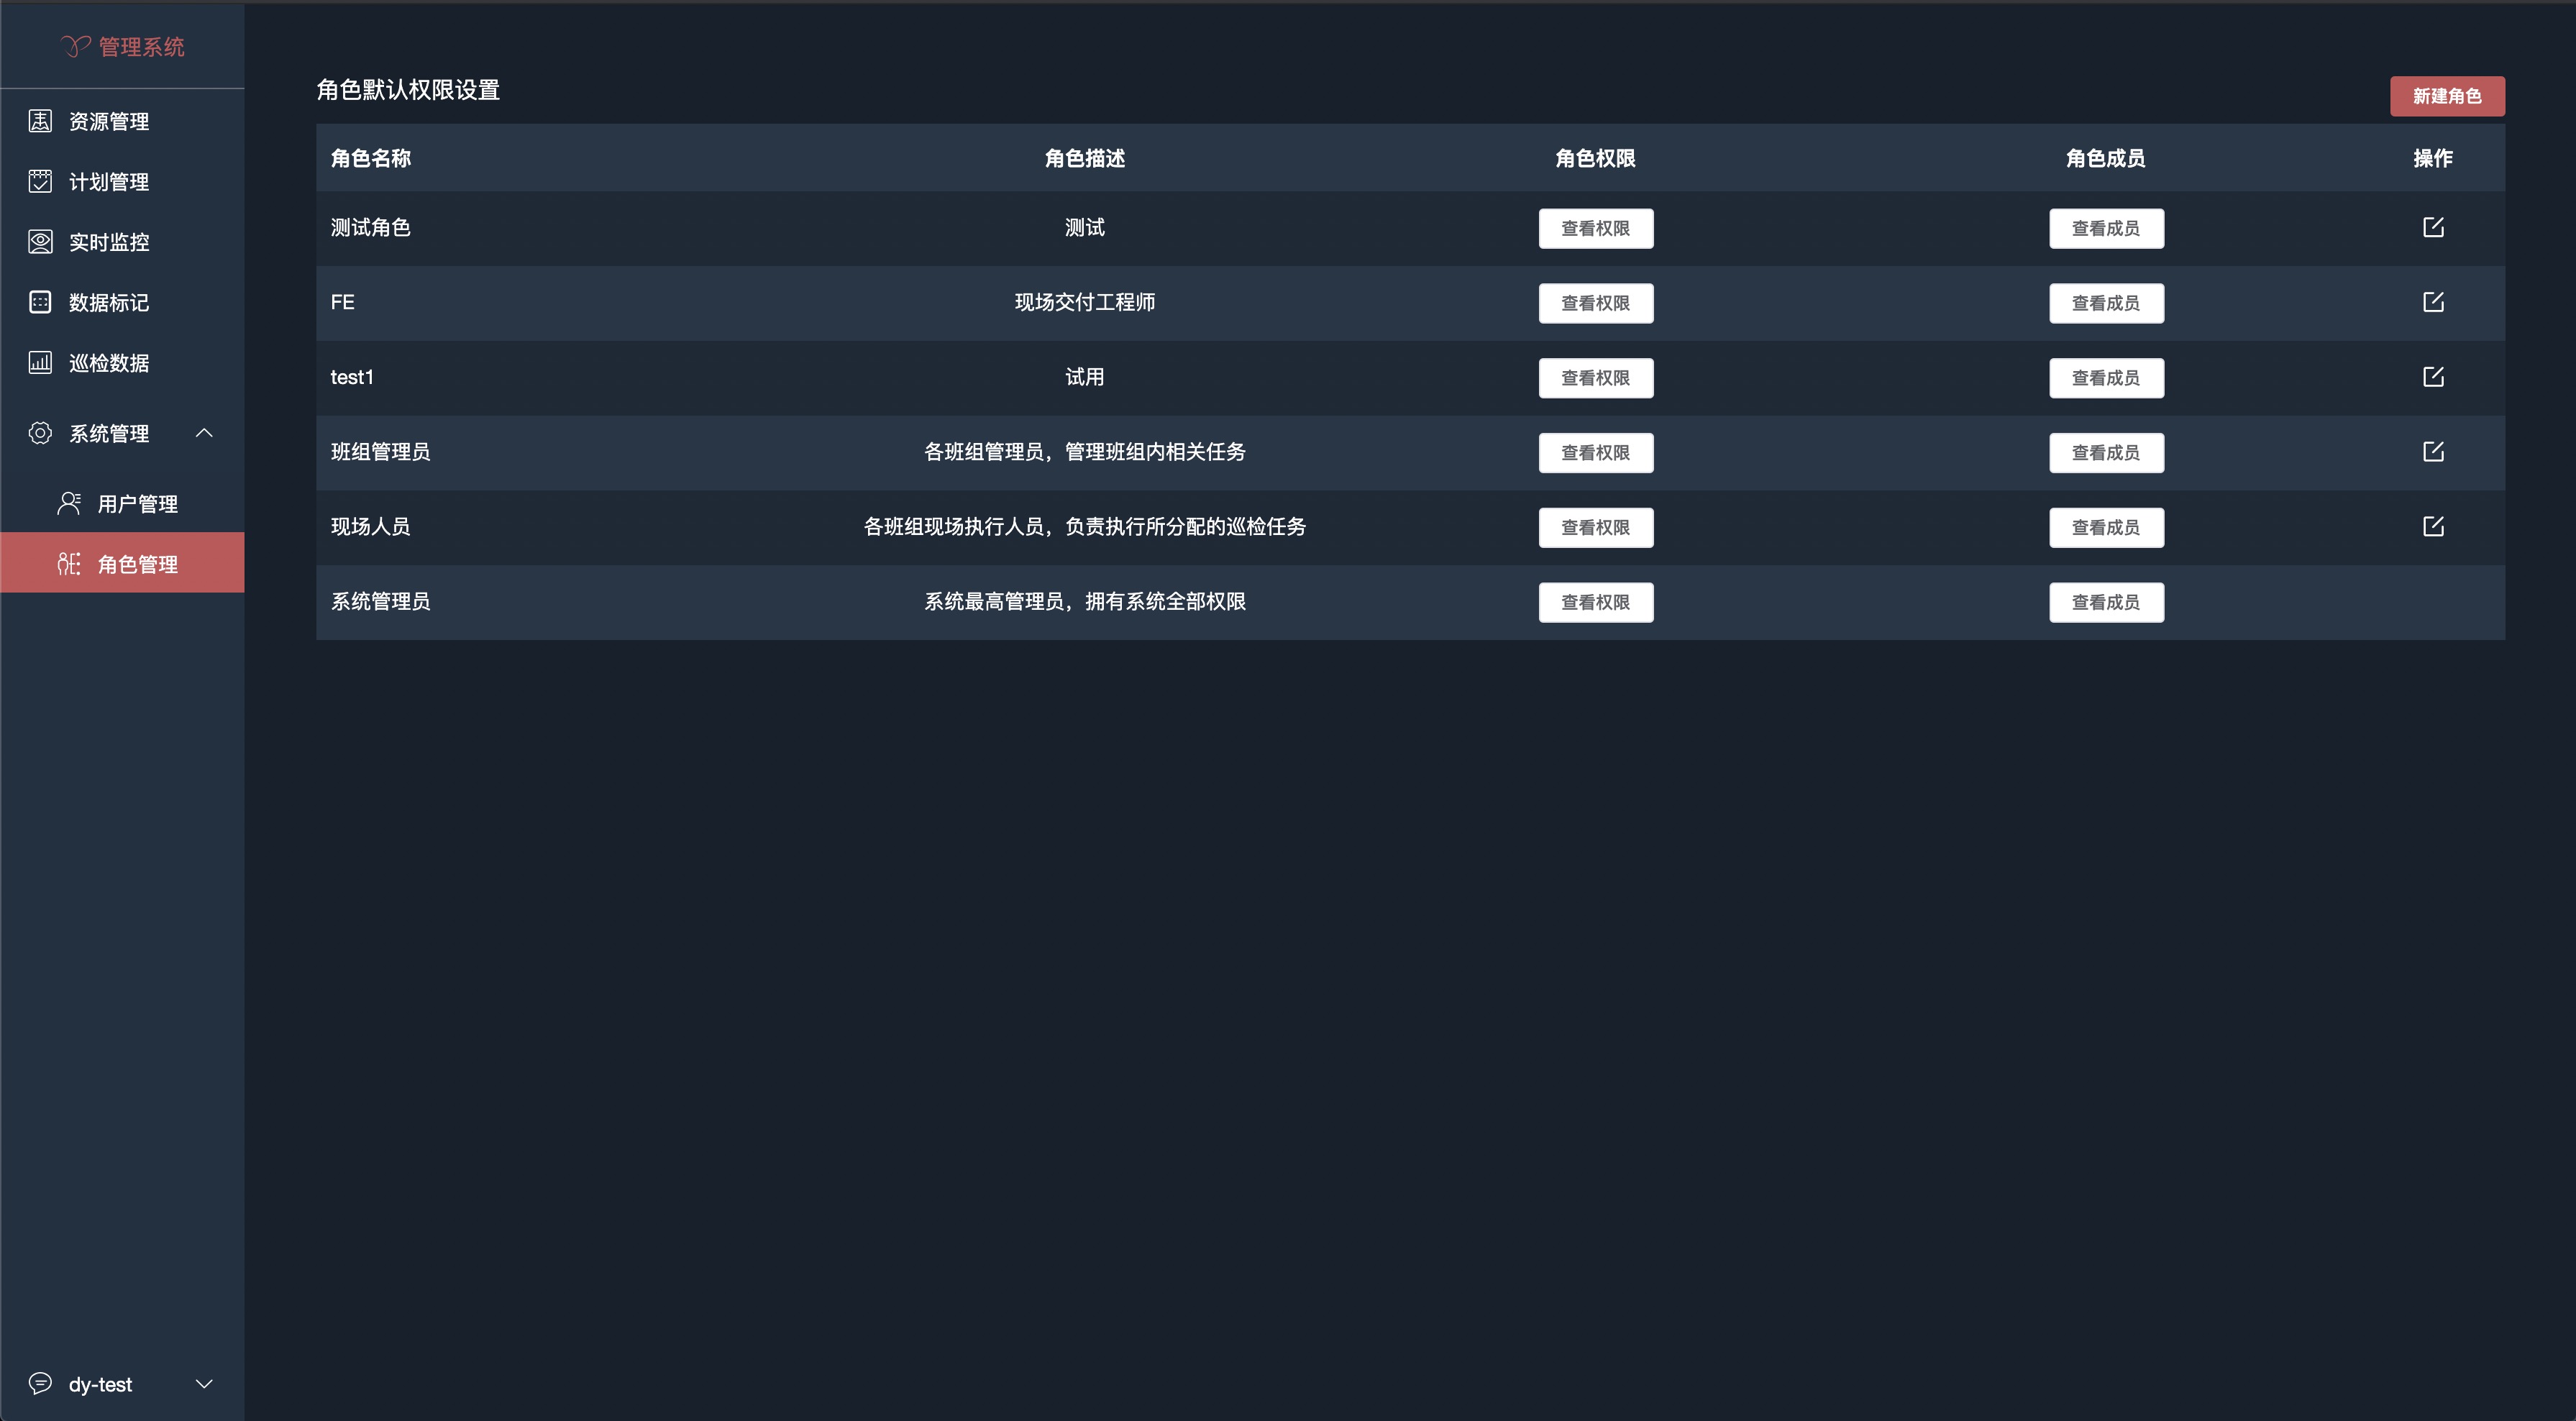 管理系统
资源管理
计划管理
实时监控
数据标记
巡检数据
系统管理
用户管理
角色管理
dy-test
角色默认权限设置
新建角色
角色名称 角色描述 角色权限 角色成员 操作
测试角色 测试 查看权限 查看成员
FE 现场交付工程师 查看权限 查看成员
test1 试用 查看权限 查看成员
班组管理员 各班组管理员，管理班组内相关任务 查看权限 查看成员
现场人员 各班组现场执行人员，负责执行所分配的巡检任务 查看权限 查看成员
系统管理员 系统最高管理员，拥有系统全部权限 查看权限 查看成员